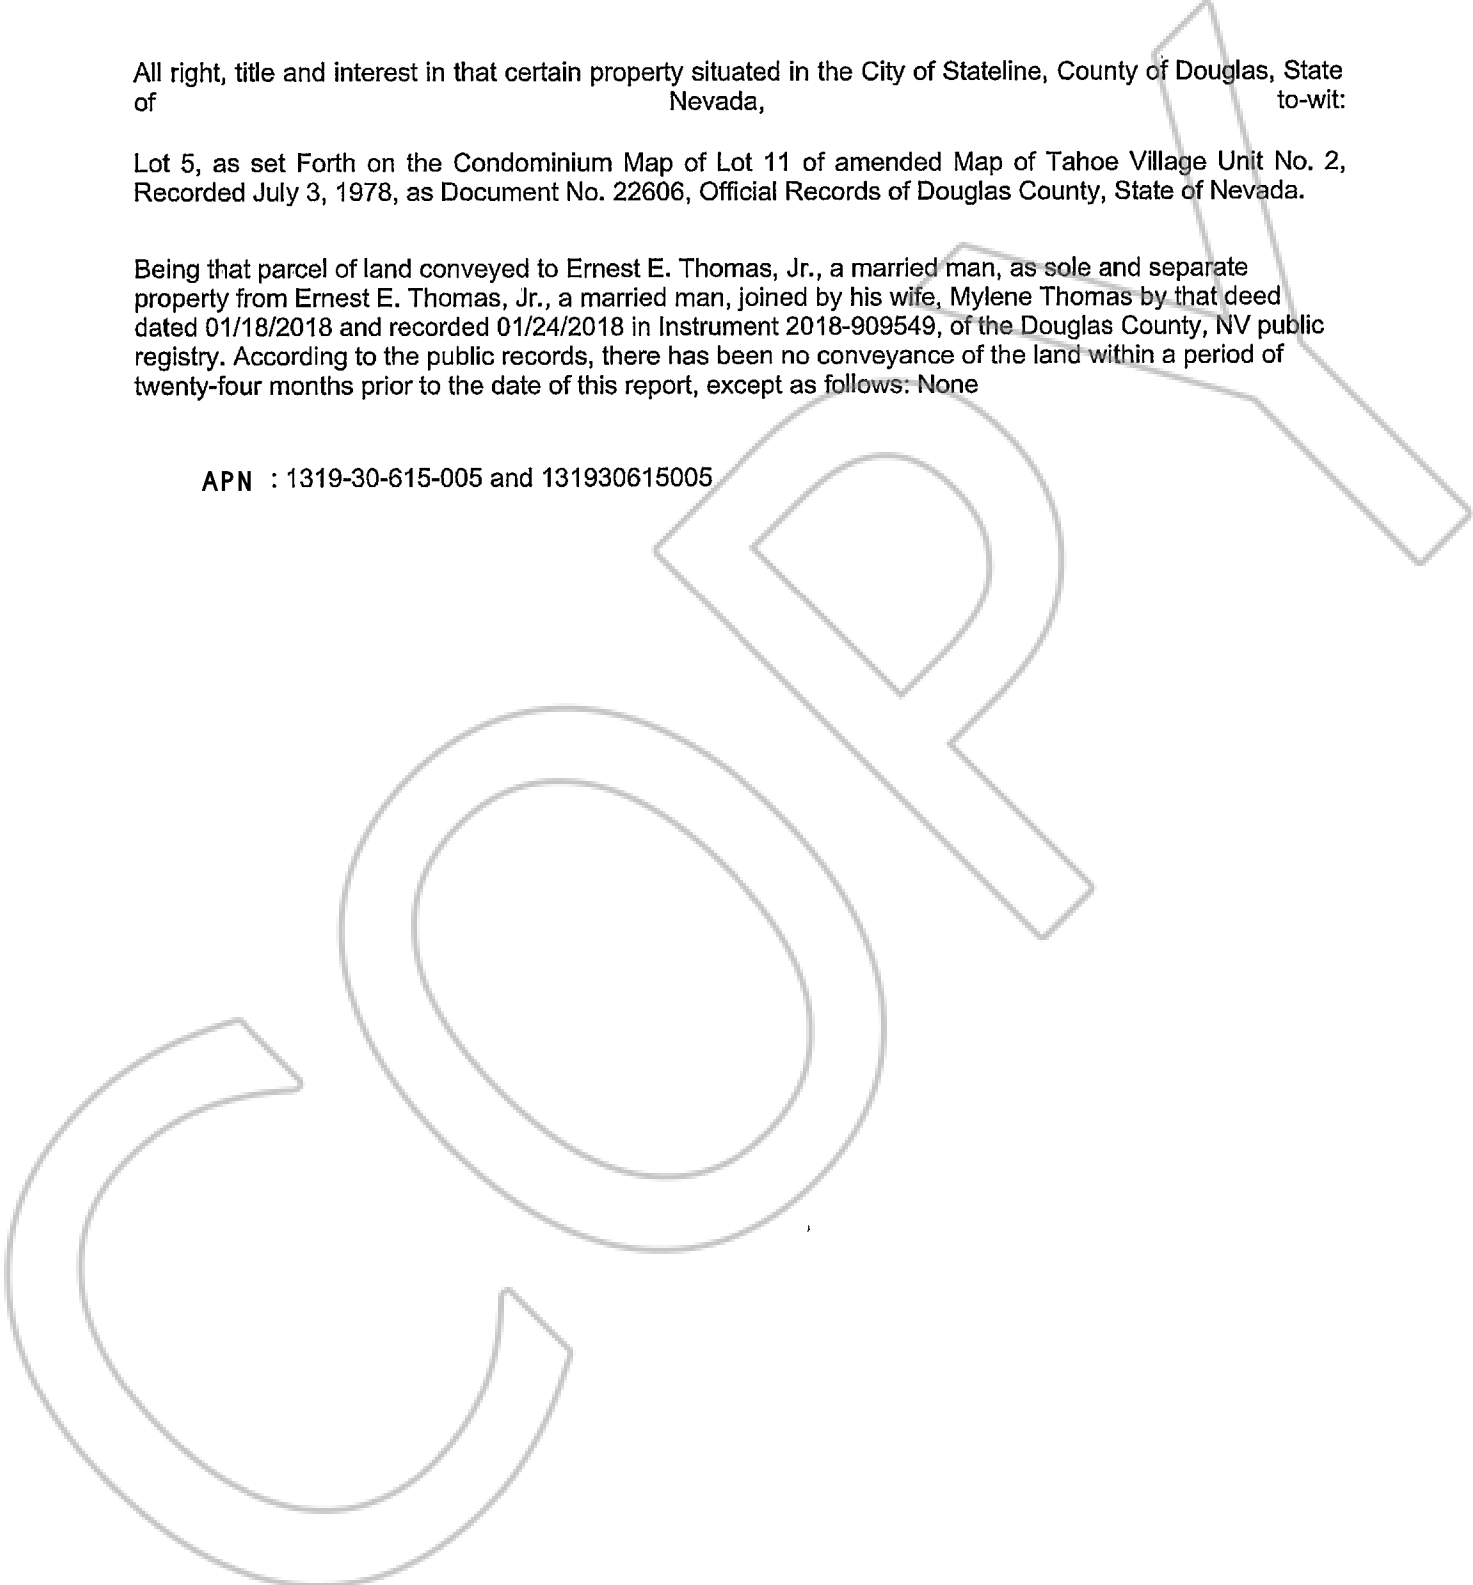 All right, title and interest in that certain property situated in the City of Stateline, County of Douglas, State
of Nevada, to-wit:
Lot 5, as set Forth on the Condominium Map of Lot 11 of amended Map of Tahoe Village Unit No. 2,
Recorded July 3, 1978, as Document No. 22606, Official Records of Douglas County, State of Nevada.
Being that parcel of land conveyed to Ernest E. Thomas, Jr., a married man, as sole and separate
property from Ernest E. Thomas, Jr., a married man, joined by his wife, Mylene Thomas by that deed
dated 01/18/2018 and recorded 01/24/2018 in Instrument 2018-909549, of the Douglas County, NV public
registry. According to the public records, there has been no conveyance of the land within a period of
twenty-four months prior to the date of this report, except as follows: None
APN : 1319-30-615-005 and 131930615005
COPY